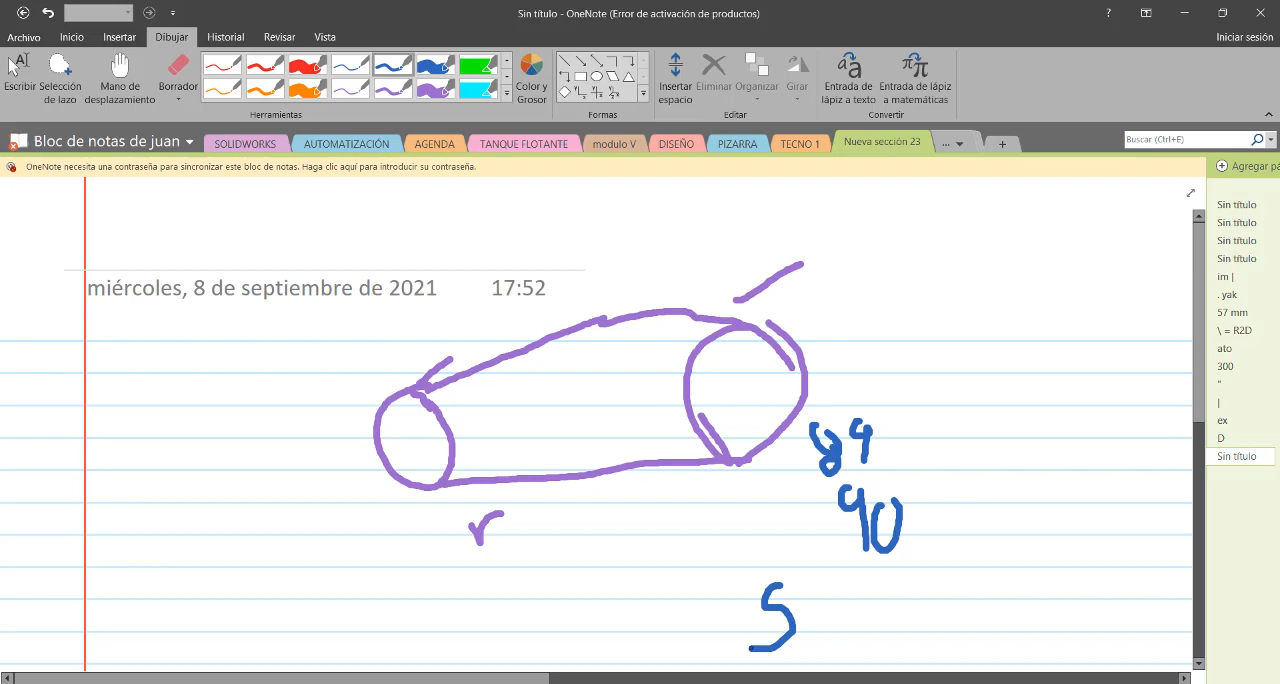 Sin título - OneNote (Error de activación de productos)
?
Archivo Inicio Insertar Dibujar Historial Revisar Vista Iniciar sesión
Escribir
Selección de lazo
Mano de desplazamiento
Borrador
Color y Grosor
Insertar espacio
Eliminar
Organizar
Girar
Entrada de lápiz a texto
Entrada de lápiz a matemáticas
Herramientas Formas Editar Convertir
Bloc de notas de juan
SOLIDWORKS AUTOMATIZACIÓN AGENDA TANQUE FLOTANTE modulo V DISEÑO PIZARRA TECNO 1 Nueva sección 23 ... +
Buscar (Ctrl+E)
OneNote necesita una contraseña para sincronizar este bloc de notas. Haga clic aquí para introducir su contraseña.
Agregar pá
Sin título
Sin título
Sin título
Sin título
im |
. yak
57 mm
\ = R2D
ato
300
"
|
ex
D
Sin título
miércoles, 8 de septiembre de 2021 17:52
r
90
5